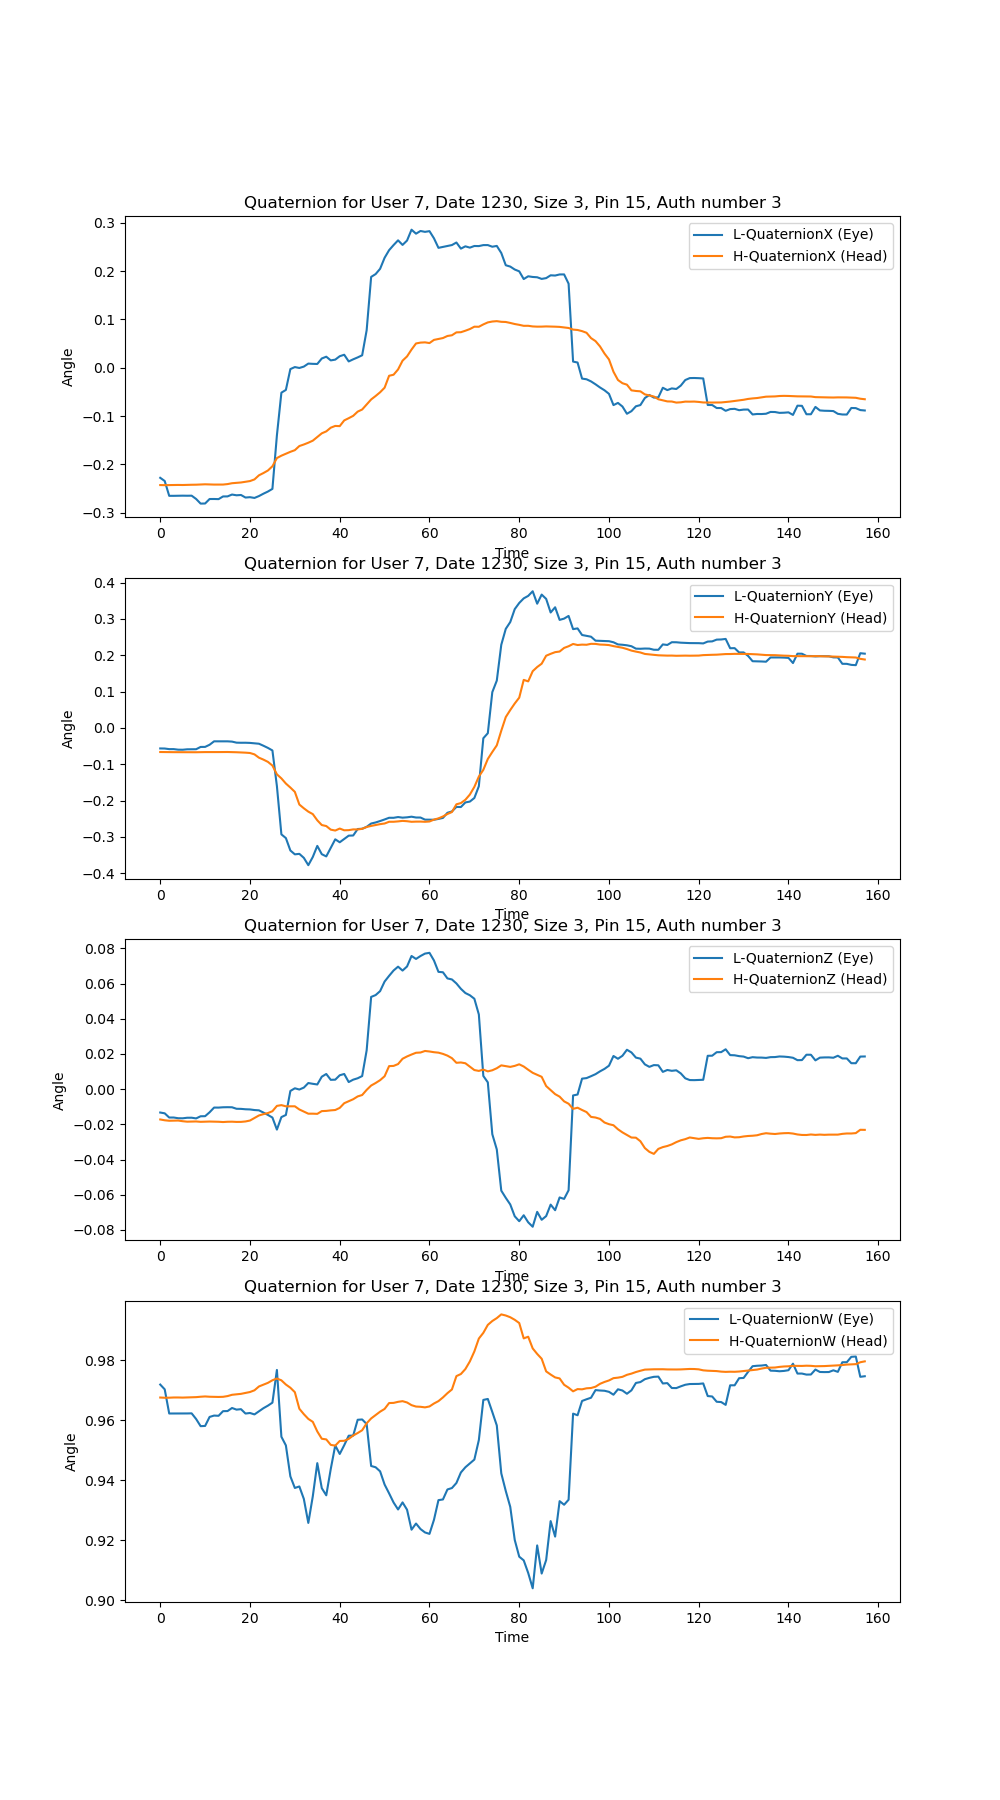 Quaternion for User 7, Date 1230, Size 3, Pin 15, Auth number 3
0.3
0.2
0.1
0.0
−0.1
−0.2
−0.3
Angle
L-QuaternionX (Eye)
H-QuaternionX (Head)
0 20 40 60 80 100 120 140 160
Time
Quaternion for User 7, Date 1230, Size 3, Pin 15, Auth number 3
0.4
0.3
0.2
0.1
0.0
−0.1
−0.2
−0.3
−0.4
Angle
L-QuaternionY (Eye)
H-QuaternionY (Head)
0 20 40 60 80 100 120 140 160
Time
Quaternion for User 7, Date 1230, Size 3, Pin 15, Auth number 3
0.08
0.06
0.04
0.02
0.00
−0.02
−0.04
−0.06
−0.08
Angle
L-QuaternionZ (Eye)
H-QuaternionZ (Head)
0 20 40 60 80 100 120 140 160
Time
Quaternion for User 7, Date 1230, Size 3, Pin 15, Auth number 3
0.98
0.96
0.94
0.92
0.90
Angle
L-QuaternionW (Eye)
H-QuaternionW (Head)
0 20 40 60 80 100 120 140 160
Time